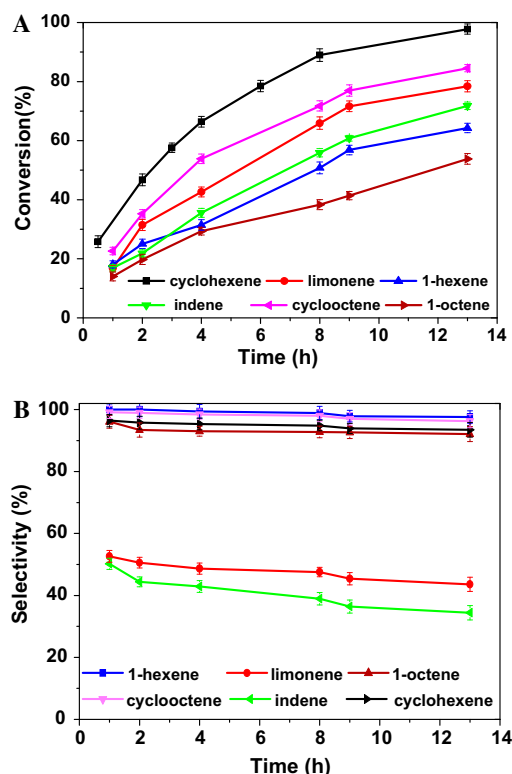 A
100
80
60
40
20
0
Conversion(%)
cyclohexene limonene 1-hexene
indene cyclooctene 1-octene
0 2 4 6 8 10 12 14
Time (h)
B
100
80
60
40
20
0
Selectivity (%)
1-hexene limonene 1-octene
cyclooctene indene cyclohexene
0 2 4 6 8 10 12 14
Time (h)